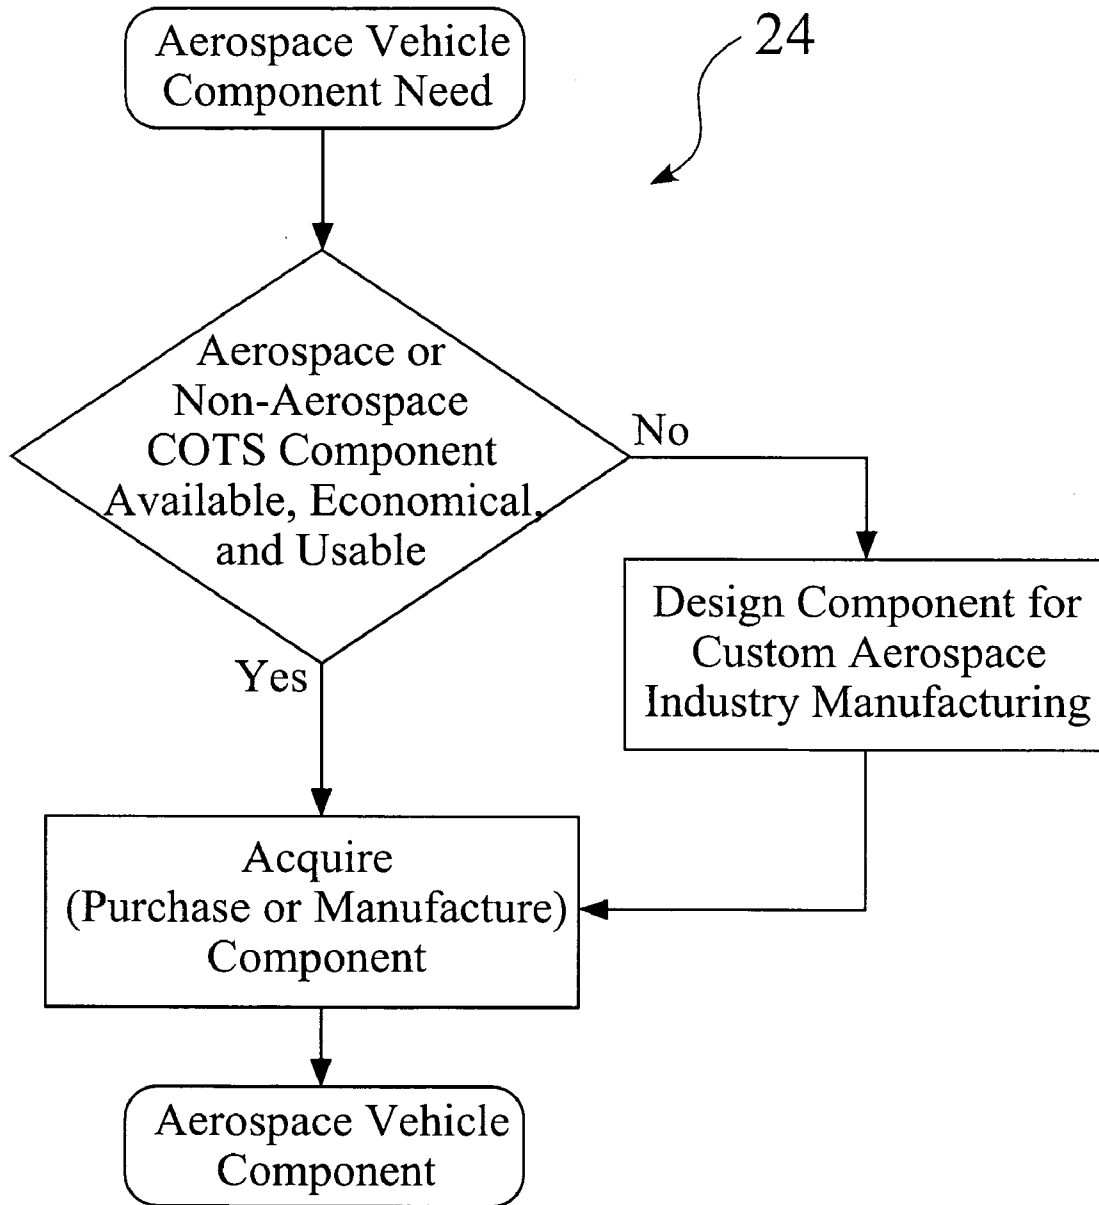 Aerospace Vehicle
Component Need
24
Aerospace or
Non-Aerospace
COTS Component
Available, Economical,
and Usable
No
Yes
Design Component for
Custom Aerospace
Industry Manufacturing
Acquire
(Purchase or Manufacture)
Component
Aerospace Vehicle
Component